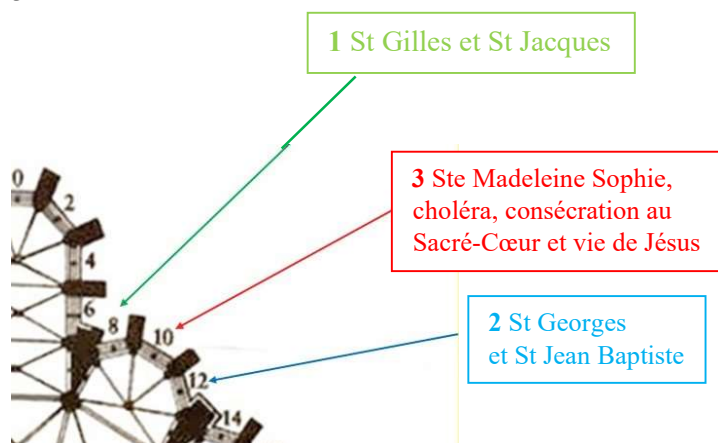 1 St Gilles et St Jacques
3 Ste Madeleine Sophie,
choléra, consécration au
Sacré-Cœur et vie de Jésus
2 St Georges
et St Jean Baptiste
0
2
4
6
8
10
12
14